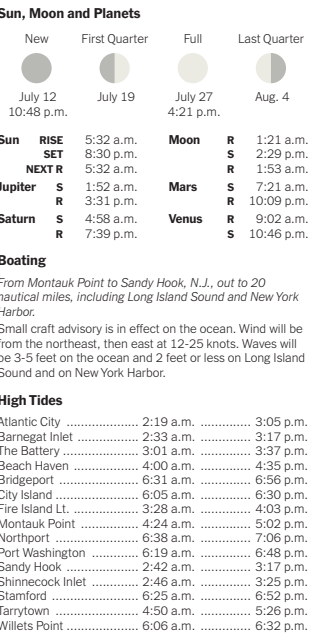 Sun, Moon and Planets
New First Quarter Full Last Quarter
July 12 July 19 July 27 Aug. 4
10:48 p.m. 4:21 p.m.
Sun RISE 5:32 a.m. Moon R 1:21 a.m.
SET 8:30 p.m. S 2:29 p.m.
NEXT R 5:32 a.m. R 1:53 a.m.
Jupiter S 1:52 a.m. Mars S 7:21 a.m.
R 3:31 p.m. R 10:09 p.m.
Saturn S 4:58 a.m. Venus R 9:02 a.m.
R 7:39 p.m. S 10:46 p.m.
Boating
From Montauk Point to Sandy Hook, N.J., out to 20
nautical miles, including Long Island Sound and New York
Harbor.
Small craft advisory is in effect on the ocean. Wind will be
from the northeast, then east at 12-25 knots. Waves will
be 3-5 feet on the ocean and 2 feet or less on Long Island
Sound and on New York Harbor.
High Tides
Atlantic City .................. 2:19 a.m. .............. 3:05 p.m.
Barnegat Inlet ................. 2:33 a.m. .............. 3:17 p.m.
The Battery .................... 3:01 a.m. .............. 3:37 p.m.
Beach Haven .................... 4:00 a.m. .............. 4:35 p.m.
Bridgeport ..................... 6:31 a.m. .............. 6:56 p.m.
City Island .................... 6:05 a.m. .............. 6:30 p.m.
Fire Island Lt. ................ 3:28 a.m. .............. 4:03 p.m.
Montauk Point .................. 4:24 a.m. .............. 5:02 p.m.
Northport ...................... 6:38 a.m. .............. 7:06 p.m.
Port Washington ................ 6:19 a.m. .............. 6:48 p.m.
Sandy Hook ..................... 2:42 a.m. .............. 3:17 p.m.
Shinnecock Inlet ............... 2:46 a.m. .............. 3:25 p.m.
Stamford ....................... 6:25 a.m. .............. 6:52 p.m.
Tarrytown ...................... 4:50 a.m. .............. 5:26 p.m.
Willets Point .................. 6:06 a.m. .............. 6:32 p.m.